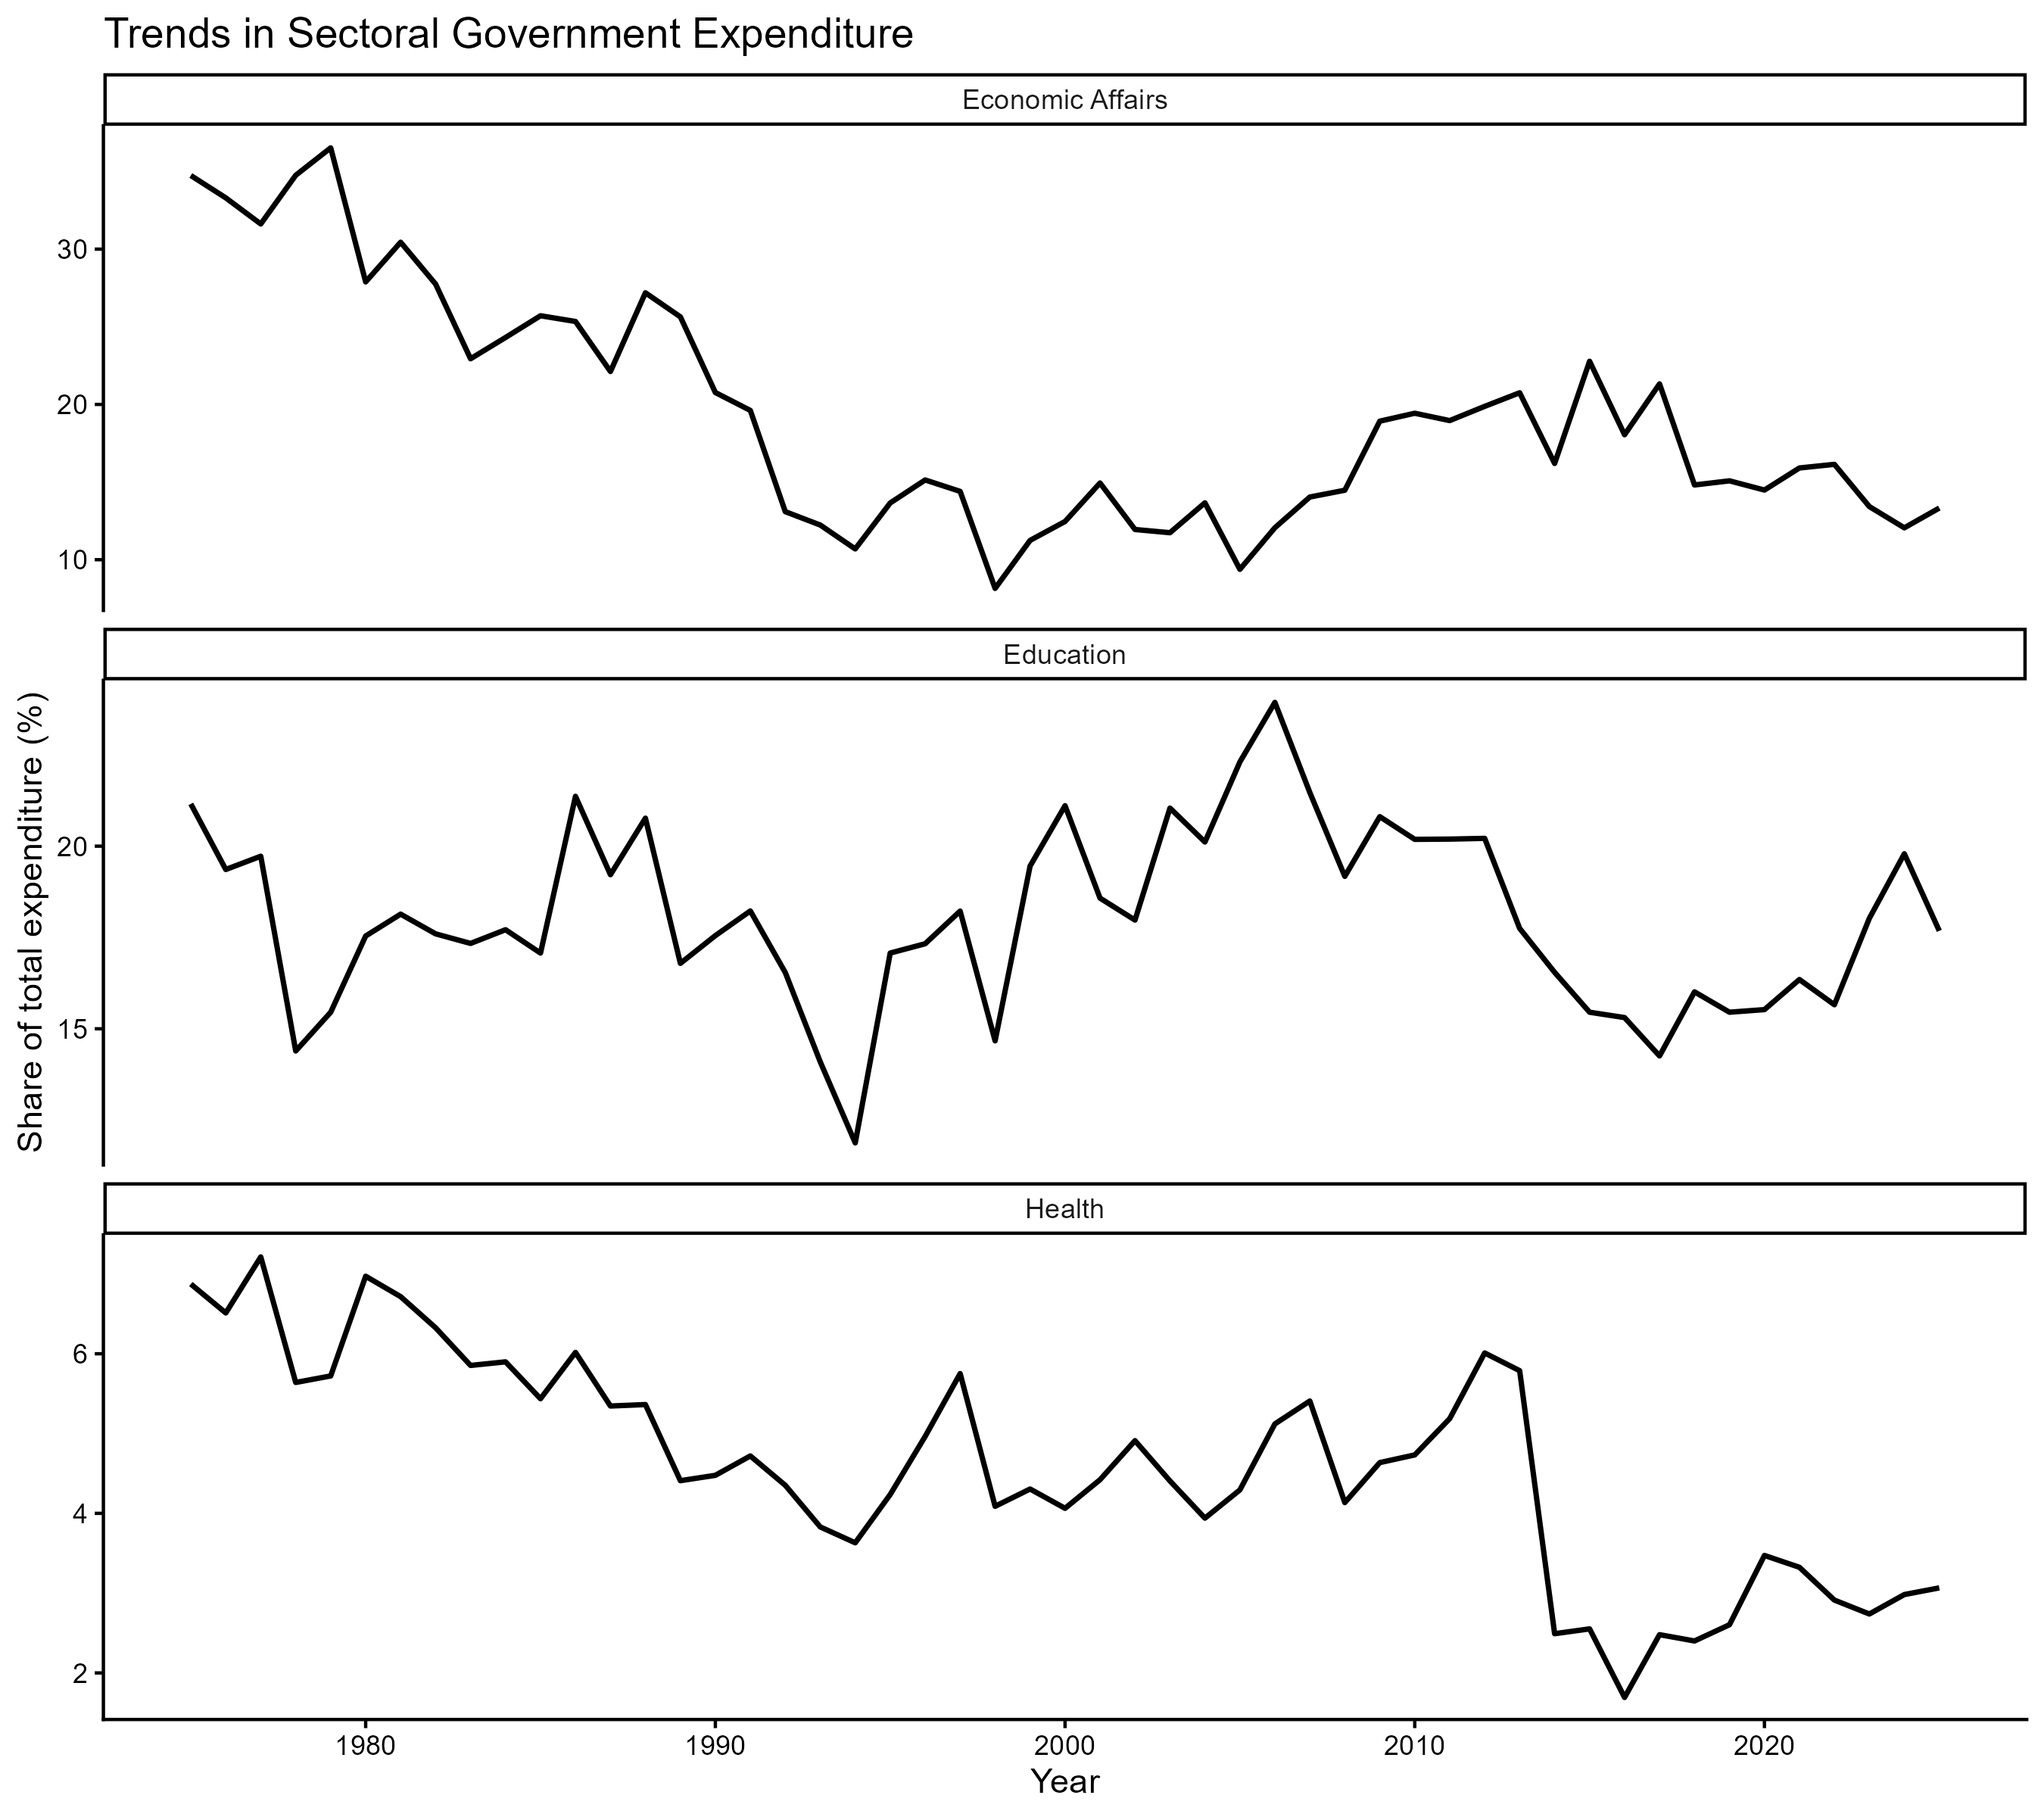 Trends in Sectoral Government Expenditure
Economic Affairs
30
20
10
Education
Share of total expenditure (%)
20
15
Health
6
4
2
1980 1990 2000 2010 2020
Year